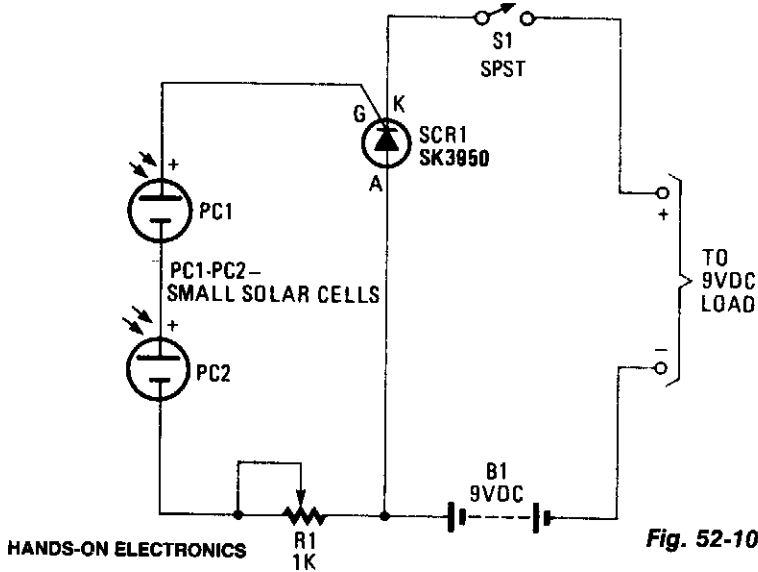 S1
SPST
G
K
SCR1
SK3950
A
+
PC1
PC1-PC2–
SMALL SOLAR CELLS
+
PC2
+
TO
9VDC
LOAD
–
B1
9VDC
R1
1K
HANDS-ON ELECTRONICS
Fig. 52-10